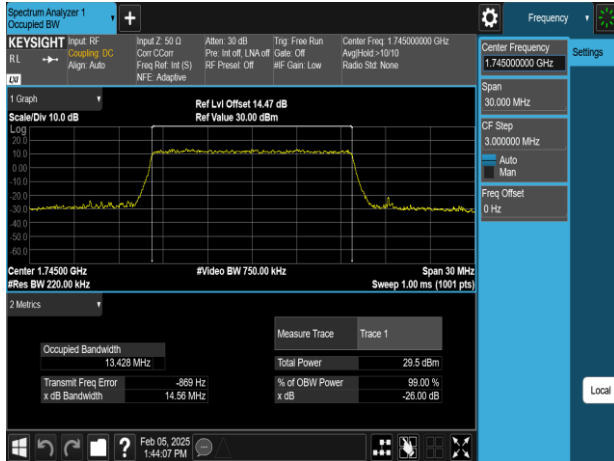 Spectrum Analyzer 1
Occupied BW
Frequency
KEYSIGHT
RL
LXI
Input: RF
Coupling: DC
Align: Auto
Input Z: 50 Ω
Corr CCorr
Freq Ref: Int (S)
NFE: Adaptive
Atten: 30 dB
Pre: Int off, LNA off
RF Preset: Off
Trig: Free Run
Gate: Off
#IF Gain: Low
Center Freq: 1.745000000 GHz
Avg|Hold:>10/10
Radio Std: None
Center Frequency
1.745000000 GHz
Settings
Span
30.000 MHz
CF Step
3.000000 MHz
Auto
Man
Freq Offset
0 Hz
Local
1 Graph
Scale/Div 10.0 dB
Ref Lvl Offset 14.47 dB
Ref Value 30.00 dBm
Log
20.0
10.0
0.00
-10.0
-20.0
-30.0
-40.0
-50.0
-60.0
Center 1.74500 GHz
#Video BW 750.00 kHz
Span 30 MHz
#Res BW 220.00 kHz
Sweep 1.00 ms (1001 pts)
2 Metrics
Measure Trace
Trace 1
Occupied Bandwidth
13.428 MHz
Total Power
29.5 dBm
Transmit Freq Error
-869 Hz
% of OBW Power
99.00 %
x dB Bandwidth
14.56 MHz
x dB
-26.00 dB
?
Feb 05, 2025
1:44:07 PM